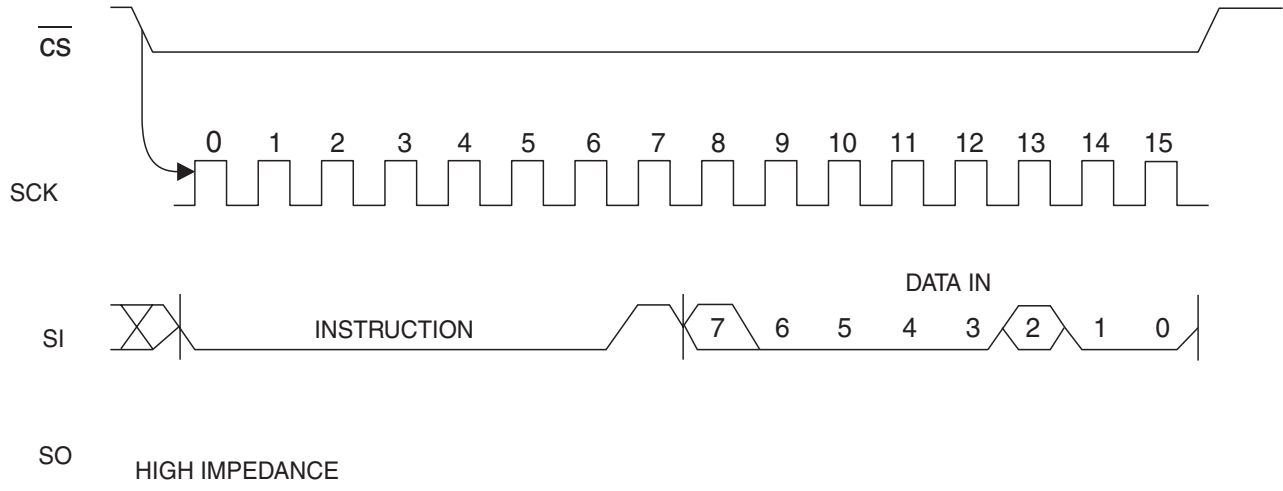 CS
0 1 2 3 4 5 6 7 8 9 10 11 12 13 14 15
SCK
DATA IN
SI INSTRUCTION 7 6 5 4 3 2 1 0
SO
HIGH IMPEDANCE